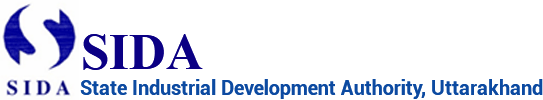 SIDA
SIDA
State Industrial Development Authority, Uttarakhand